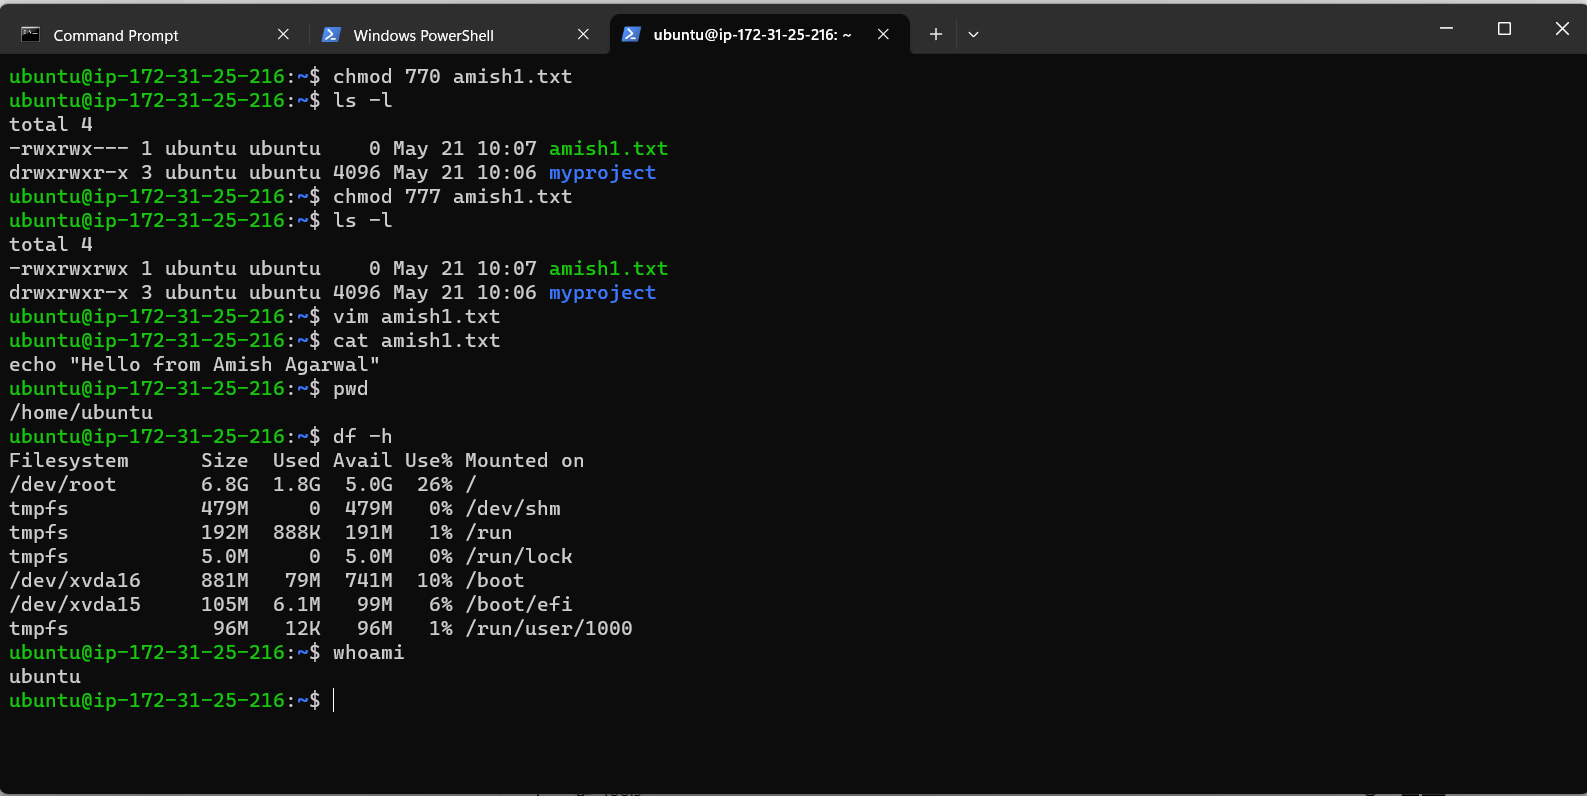 Command Prompt
Windows PowerShell
ubuntu@ip-172-31-25-216: ~
ubuntu@ip-172-31-25-216:~$ chmod 770 amish1.txt
ubuntu@ip-172-31-25-216:~$ ls -l
total 4
-rwxrwx--- 1 ubuntu ubuntu    0 May 21 10:07 amish1.txt
drwxrwxr-x 3 ubuntu ubuntu 4096 May 21 10:06 myproject
ubuntu@ip-172-31-25-216:~$ chmod 777 amish1.txt
ubuntu@ip-172-31-25-216:~$ ls -l
total 4
-rwxrwxrwx 1 ubuntu ubuntu    0 May 21 10:07 amish1.txt
drwxrwxr-x 3 ubuntu ubuntu 4096 May 21 10:06 myproject
ubuntu@ip-172-31-25-216:~$ vim amish1.txt
ubuntu@ip-172-31-25-216:~$ cat amish1.txt
echo "Hello from Amish Agarwal"
ubuntu@ip-172-31-25-216:~$ pwd
/home/ubuntu
ubuntu@ip-172-31-25-216:~$ df -h
Filesystem      Size  Used Avail Use% Mounted on
/dev/root       6.8G  1.8G  5.0G  26% /
tmpfs           479M     0  479M   0% /dev/shm
tmpfs           192M  888K  191M   1% /run
tmpfs           5.0M     0  5.0M   0% /run/lock
/dev/xvda16     881M   79M  741M  10% /boot
/dev/xvda15     105M  6.1M   99M   6% /boot/efi
tmpfs            96M   12K   96M   1% /run/user/1000
ubuntu@ip-172-31-25-216:~$ whoami
ubuntu
ubuntu@ip-172-31-25-216:~$